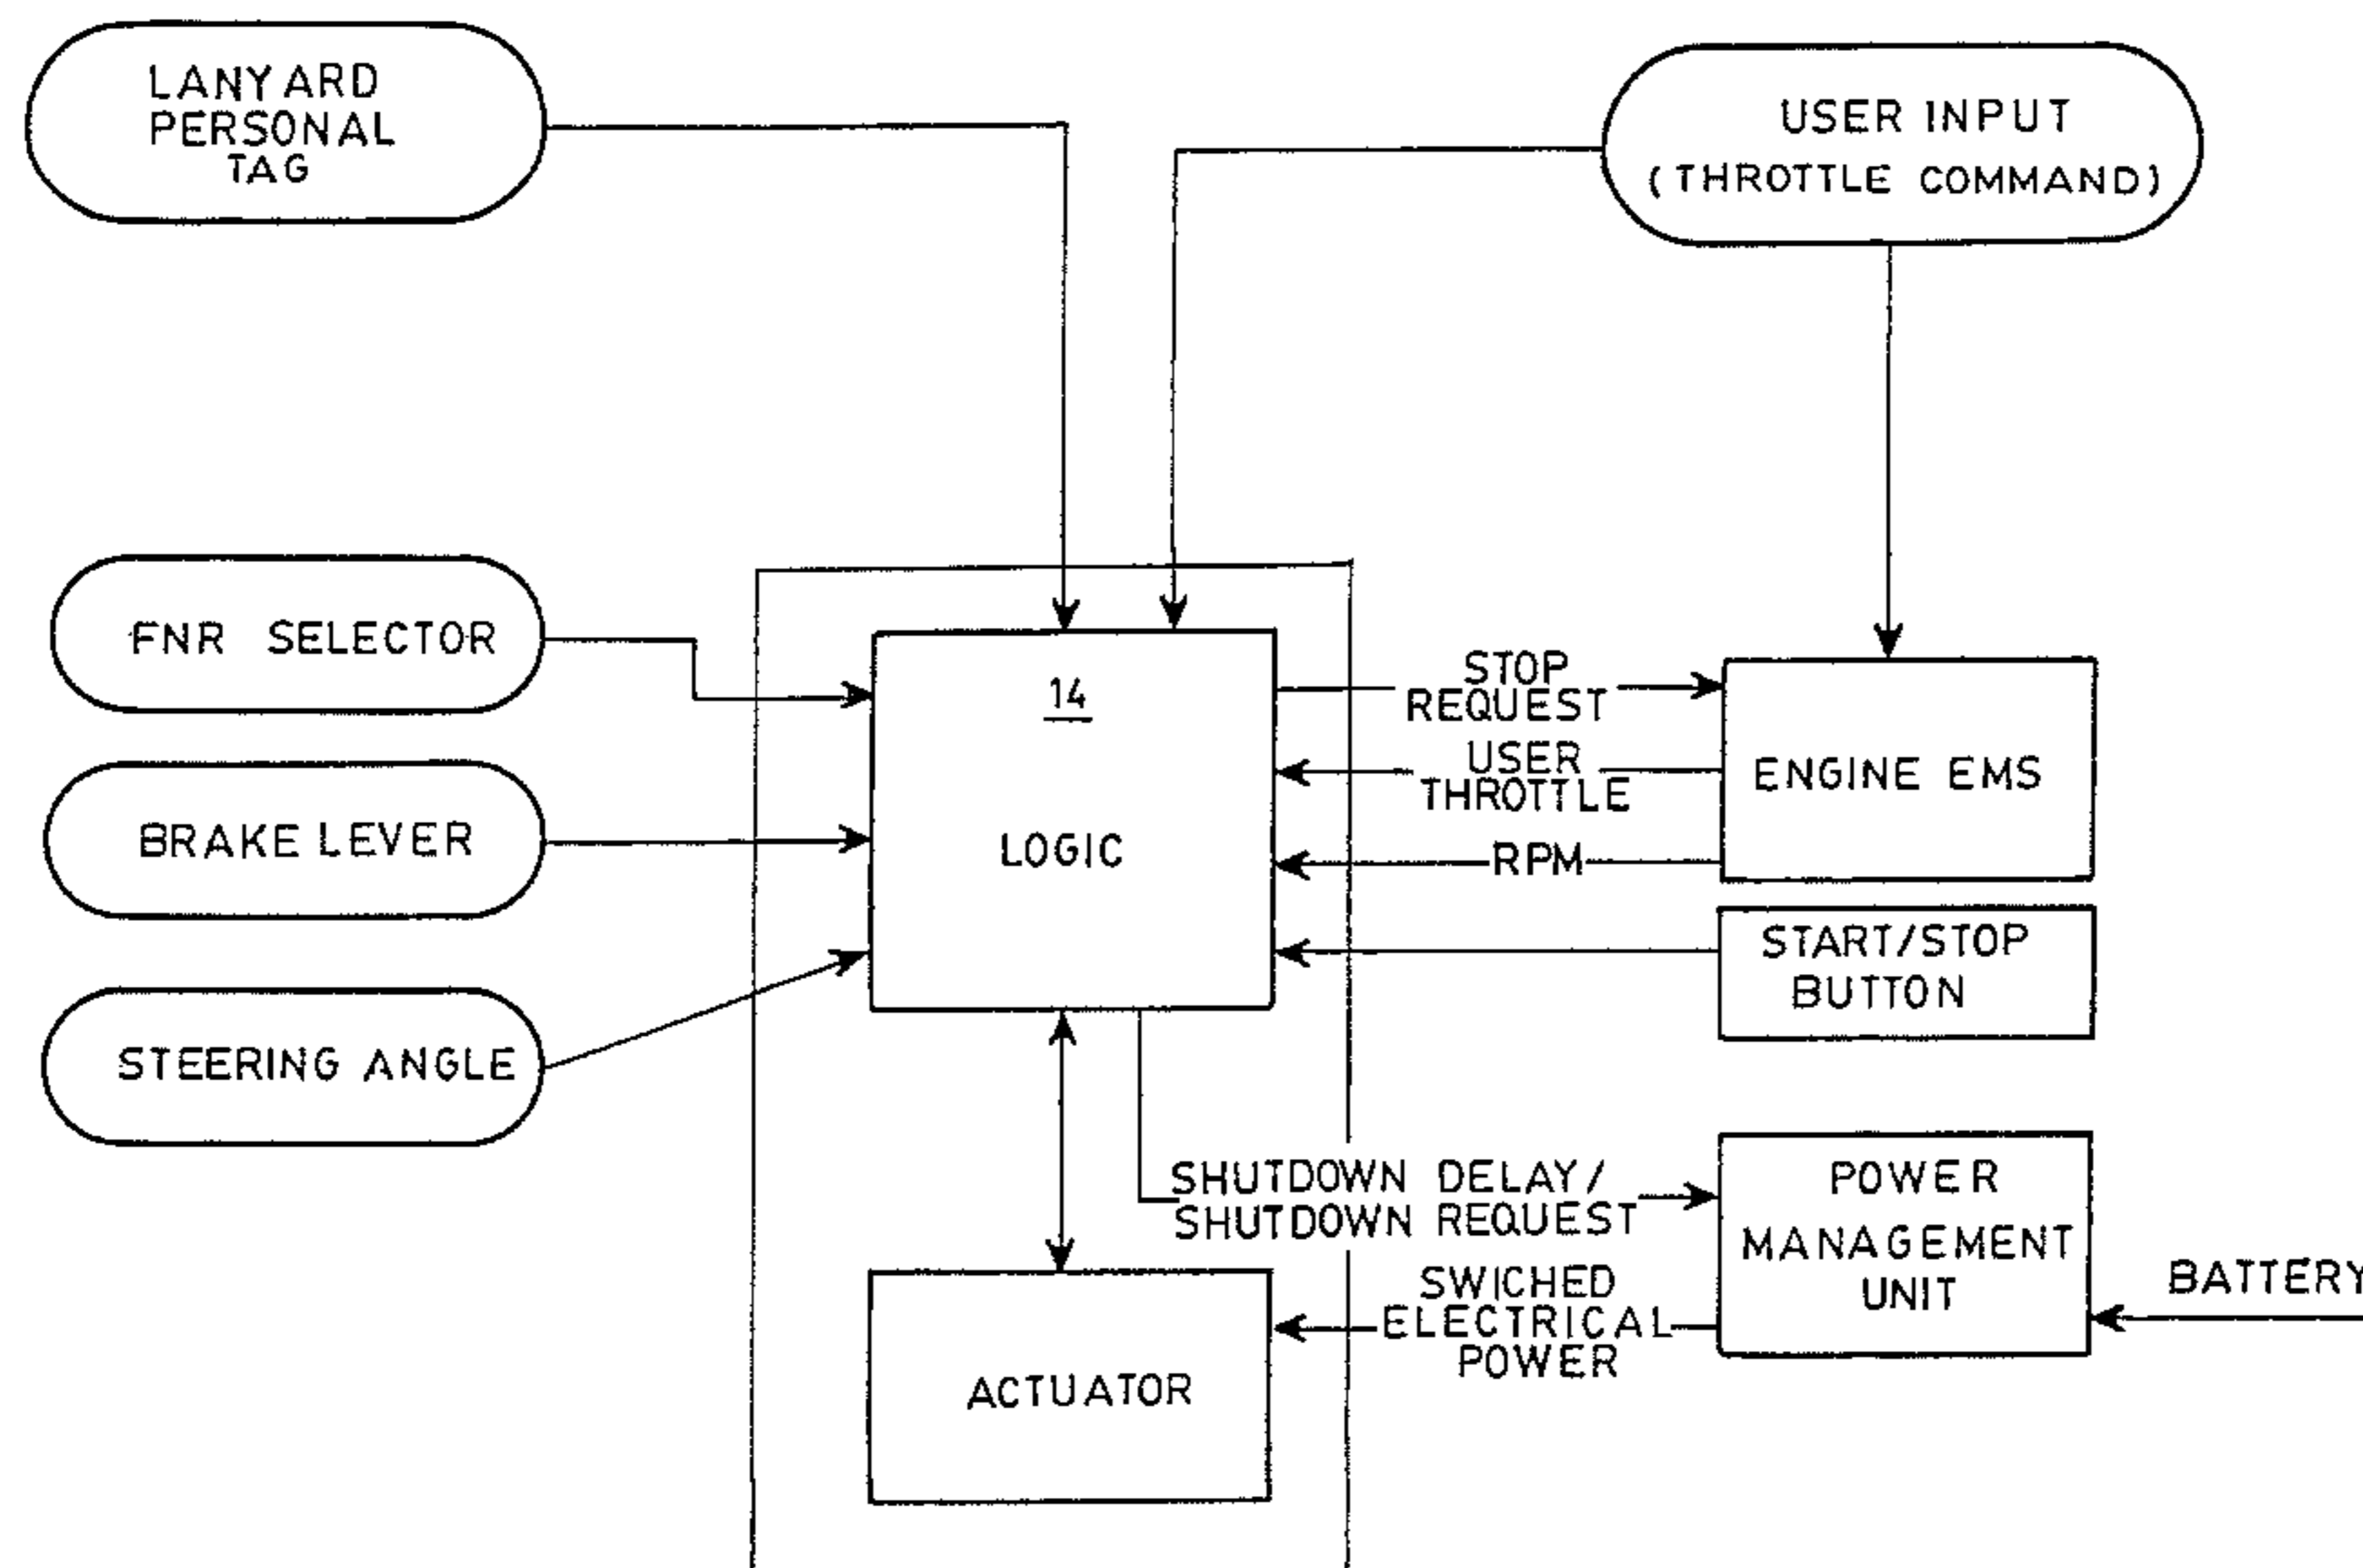 LANYARD
PERSONAL
TAG
USER INPUT
(THROTTLE COMMAND)
FNR SELECTOR
BRAKE LEVER
STEERING ANGLE
14
LOGIC
STOP
REQUEST
USER
THROTTLE
RPM
ENGINE EMS
START/STOP
BUTTON
SHUTDOWN DELAY/
SHUTDOWN REQUEST
POWER
MANAGEMENT
UNIT
BATTERY
SWICHED
ELECTRICAL
POWER
ACTUATOR